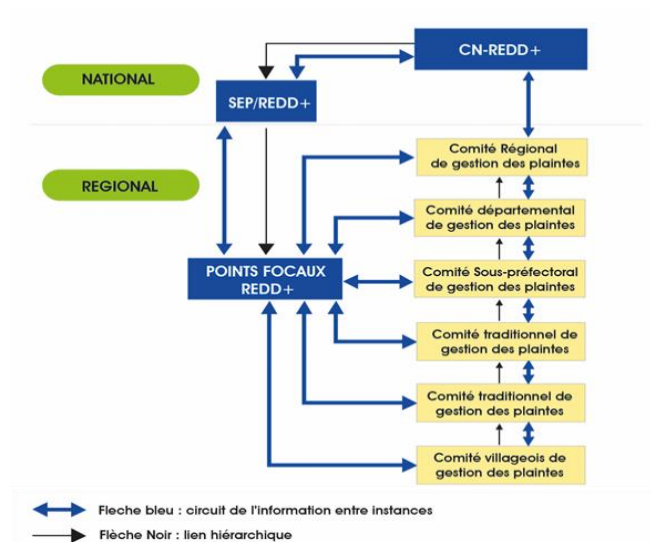 CN-REDD+
NATIONAL
SEP/REDD+
REGIONAL
Comité Régional
de gestion des plaintes
Comité départemental
de gestion des plaintes
POINTS FOCAUX
REDD+
Comité Sous-préfectoral
de gestion des plaintes
Comité traditionnel de
gestion des plaintes
Comité traditionnel de
gestion des plaintes
Comité villageois de
gestion des plaintes
Fleche bleu : circuit de l'information entre instances
Flèche Noir : lien hiérarchique